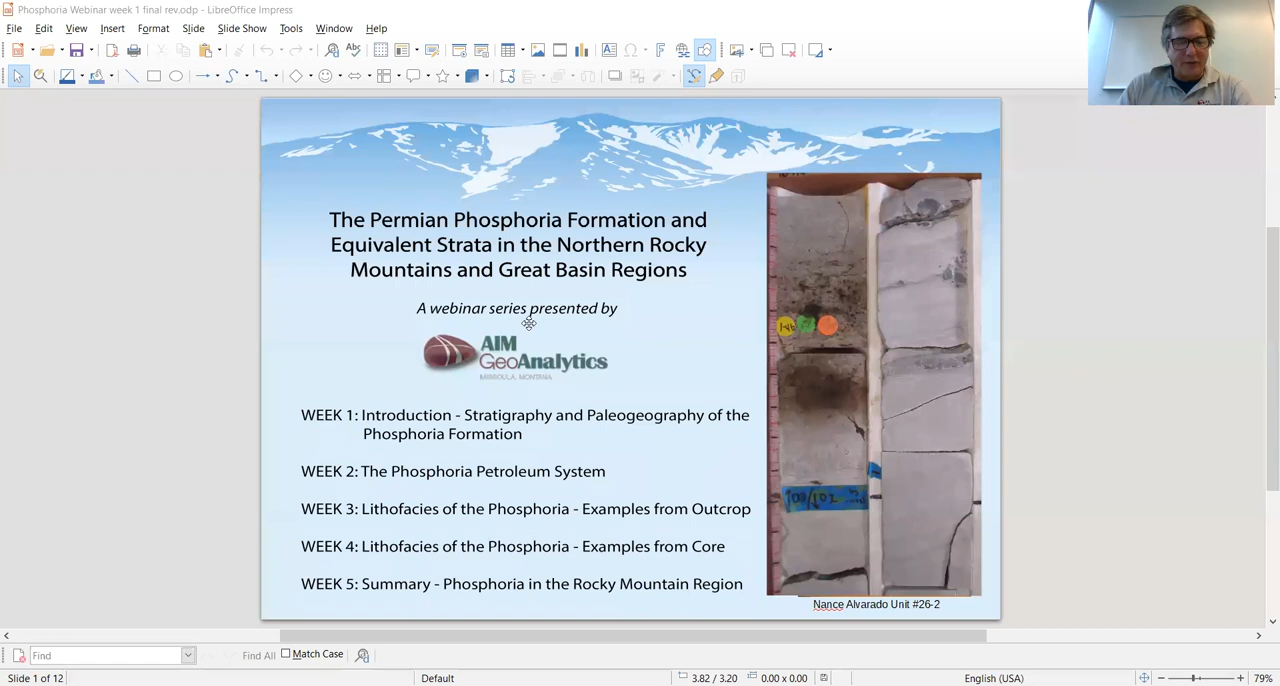 Phosphoria Webinar week 1 final rev.odp - LibreOffice Impress
File Edit View Insert Format Slide Slide Show Tools Window Help
The Permian Phosphoria Formation and
Equivalent Strata in the Northern Rocky
Mountains and Great Basin Regions
A webinar series presented by
AIM
GeoAnalytics
MISSOULA, MONTANA
WEEK 1: Introduction - Stratigraphy and Paleogeography of the
Phosphoria Formation
WEEK 2: The Phosphoria Petroleum System
WEEK 3: Lithofacies of the Phosphoria - Examples from Outcrop
WEEK 4: Lithofacies of the Phosphoria - Examples from Core
WEEK 5: Summary - Phosphoria in the Rocky Mountain Region
1-46
Nance Alvarado Unit #26-2
Find Find All Match Case
Slide 1 of 12 Default 3.82 / 3.20 0.00 x 0.00 English (USA) 79%